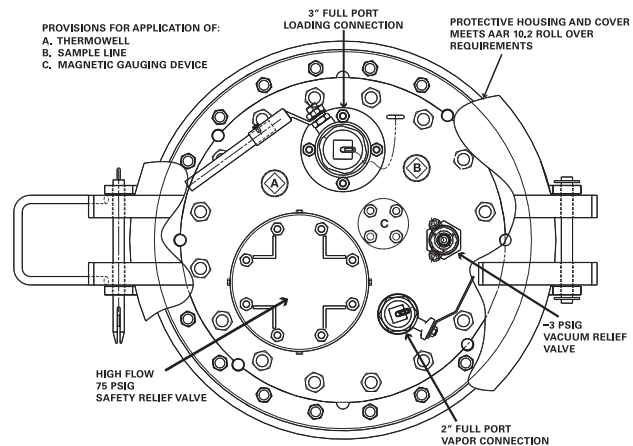 PROVISIONS FOR APPLICATION OF:
A. THERMOWELL
B. SAMPLE LINE
C. MAGNETIC GAUGING DEVICE
3" FULL PORT
LOADING CONNECTION
PROTECTIVE HOUSING AND COVER
MEETS AAR 10.2 ROLL OVER
REQUIREMENTS
A
B
C
–3 PSIG
VACUUM RELIEF
VALVE
HIGH FLOW
75 PSIG
SAFETY RELIEF VALVE
2" FULL PORT
VAPOR CONNECTION